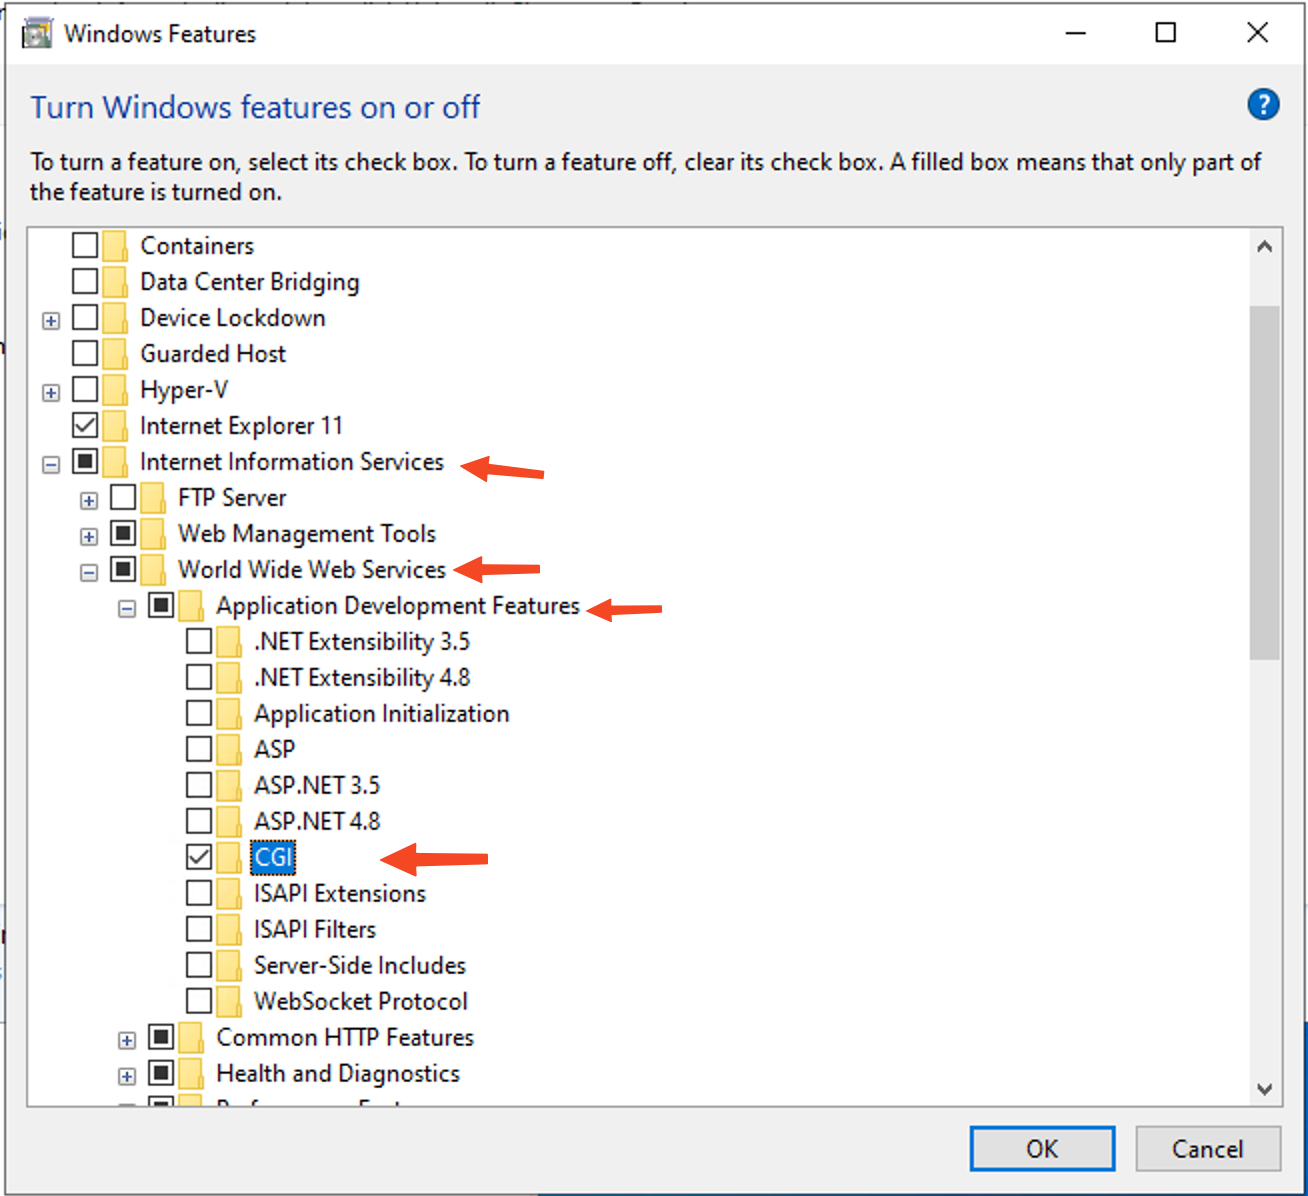 Windows Features
Turn Windows features on or off
?
To turn a feature on, select its check box. To turn a feature off, clear its check box. A filled box means that only part of
the feature is turned on.
Containers
Data Center Bridging
Device Lockdown
Guarded Host
Hyper-V
Internet Explorer 11
Internet Information Services
FTP Server
Web Management Tools
World Wide Web Services
Application Development Features
.NET Extensibility 3.5
.NET Extensibility 4.8
Application Initialization
ASP
ASP.NET 3.5
ASP.NET 4.8
CGI
ISAPI Extensions
ISAPI Filters
Server-Side Includes
WebSocket Protocol
Common HTTP Features
Health and Diagnostics
OK
Cancel